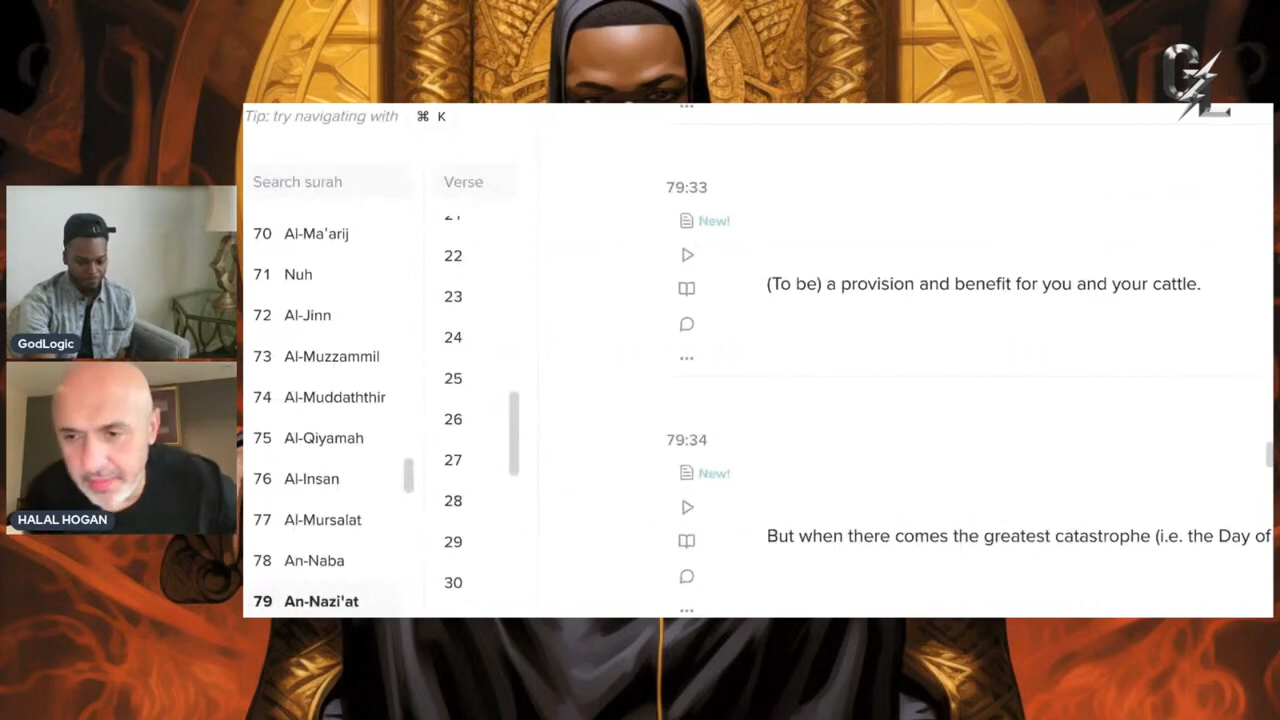 GL
Tip: try navigating with ⌘ K
Search surah
Verse
70 Al-Ma'arij
71 Nuh
72 Al-Jinn
73 Al-Muzzammil
74 Al-Muddaththir
75 Al-Qiyamah
76 Al-Insan
77 Al-Mursalat
78 An-Naba
79 An-Nazi'at
22
23
24
25
26
27
28
29
30
79:33
New!
(To be) a provision and benefit for you and your cattle.
79:34
New!
But when there comes the greatest catastrophe (i.e. the Day of
GodLogic
HALAL HOGAN